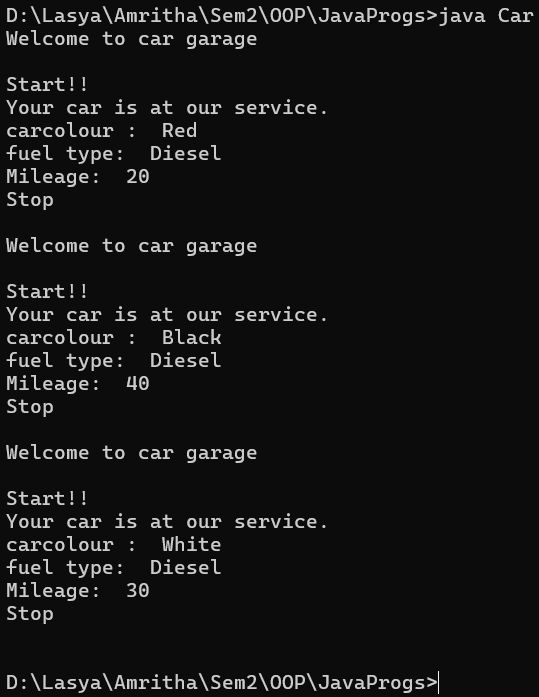 D:\Lasya\Amritha\Sem2\OOP\JavaProgs>java Car
Welcome to car garage

Start!!
Your car is at our service.
carcolour :  Red
fuel type:  Diesel
Mileage:  20
Stop

Welcome to car garage

Start!!
Your car is at our service.
carcolour :  Black
fuel type:  Diesel
Mileage:  40
Stop

Welcome to car garage

Start!!
Your car is at our service.
carcolour :  White
fuel type:  Diesel
Mileage:  30
Stop


D:\Lasya\Amritha\Sem2\OOP\JavaProgs>